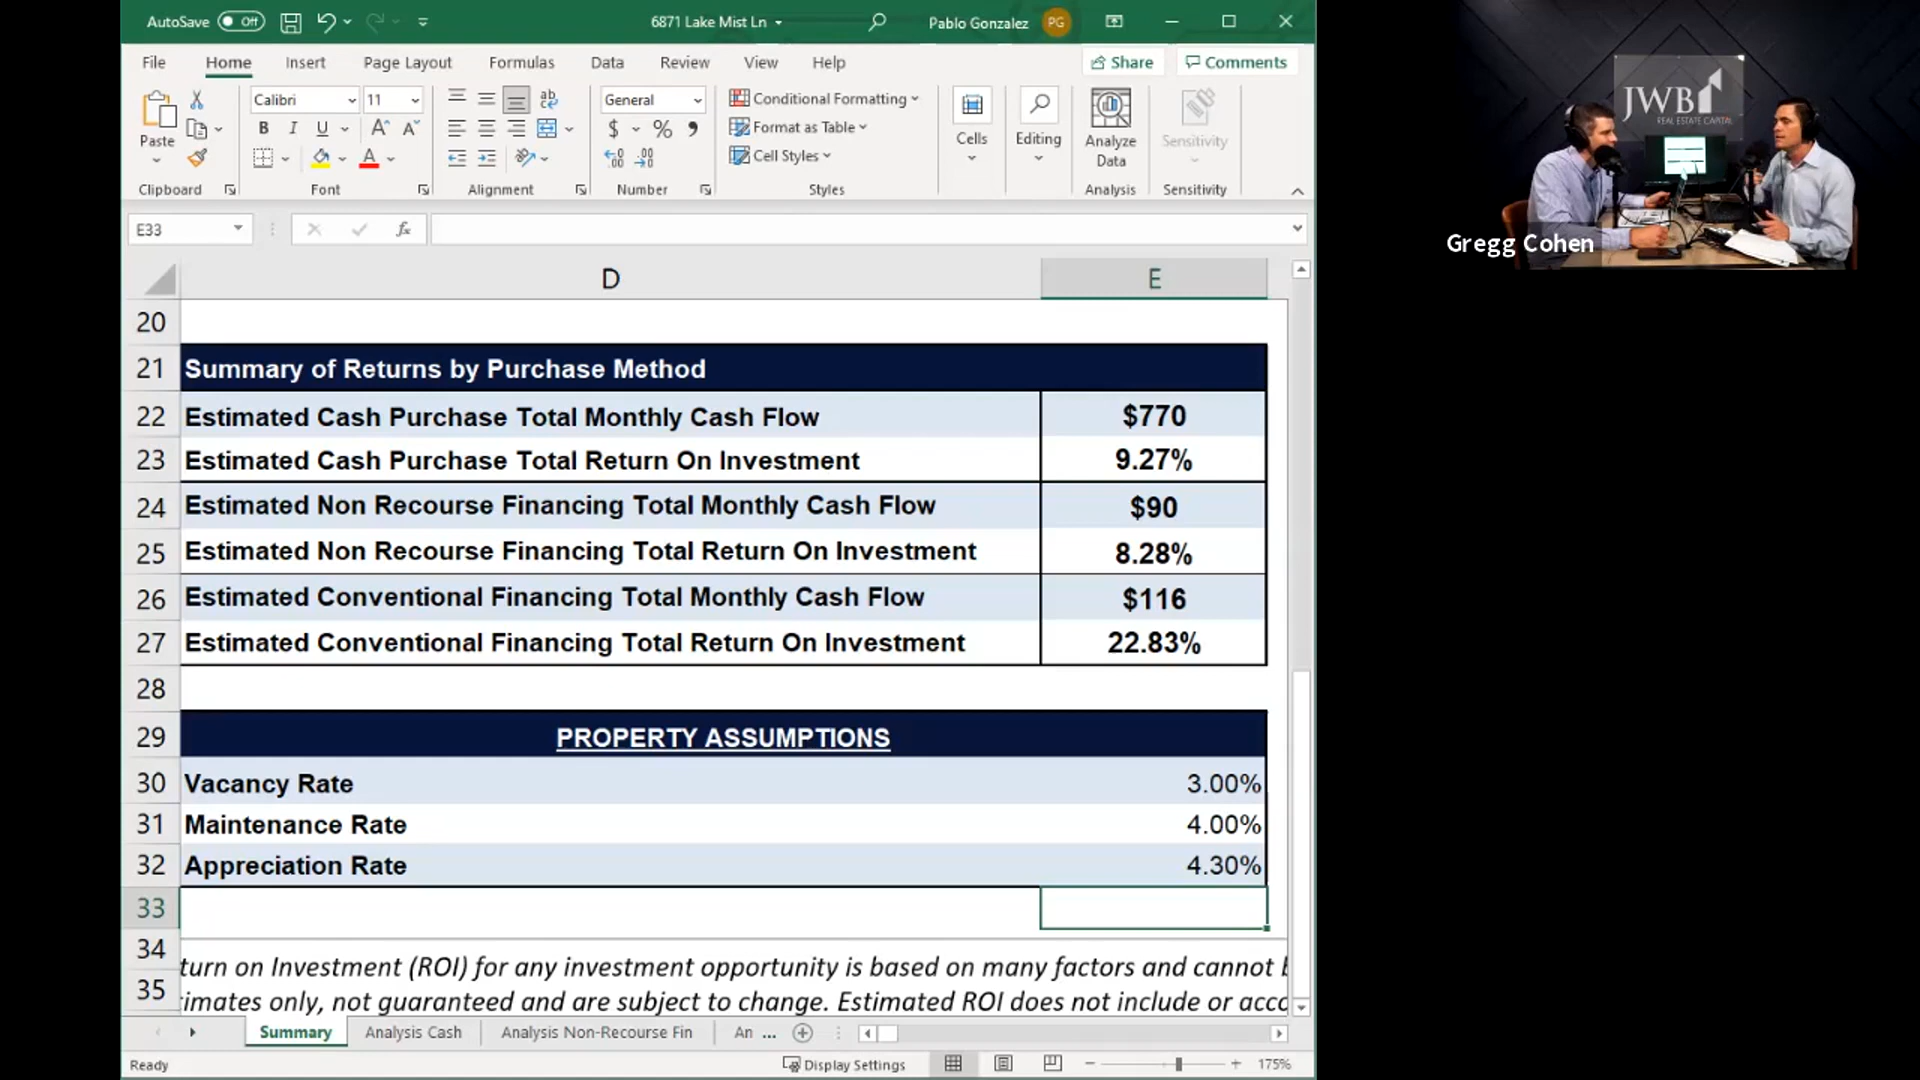 AutoSave Off 6871 Lake Mist Ln Pablo Gonzalez PG
File Home Insert Page Layout Formulas Data Review View Help Share Comments
Calibri 11 General Conditional Formatting
Paste B I U Format as Table Cells Editing Analyze Data Sensitivity
Cell Styles
Clipboard Font Alignment Number Styles Analysis Sensitivity
E33 fx
D E
20
21 Summary of Returns by Purchase Method
22 Estimated Cash Purchase Total Monthly Cash Flow $770
23 Estimated Cash Purchase Total Return On Investment 9.27%
24 Estimated Non Recourse Financing Total Monthly Cash Flow $90
25 Estimated Non Recourse Financing Total Return On Investment 8.28%
26 Estimated Conventional Financing Total Monthly Cash Flow $116
27 Estimated Conventional Financing Total Return On Investment 22.83%
28
29 PROPERTY ASSUMPTIONS
30 Vacancy Rate 3.00%
31 Maintenance Rate 4.00%
32 Appreciation Rate 4.30%
33
34 turn on Investment (ROI) for any investment opportunity is based on many factors and cannot
35 timates only, not guaranteed and are subject to change. Estimated ROI does not include or acco
Summary Analysis Cash Analysis Non-Recourse Fin An ...
Ready Display Settings 175%
JWB
REAL ESTATE CAPITAL
Gregg Cohen